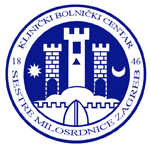 KLINIČKI BOLNIČKI CENTAR
18 46
SESTRE MILOSRDNICE ZAGREB